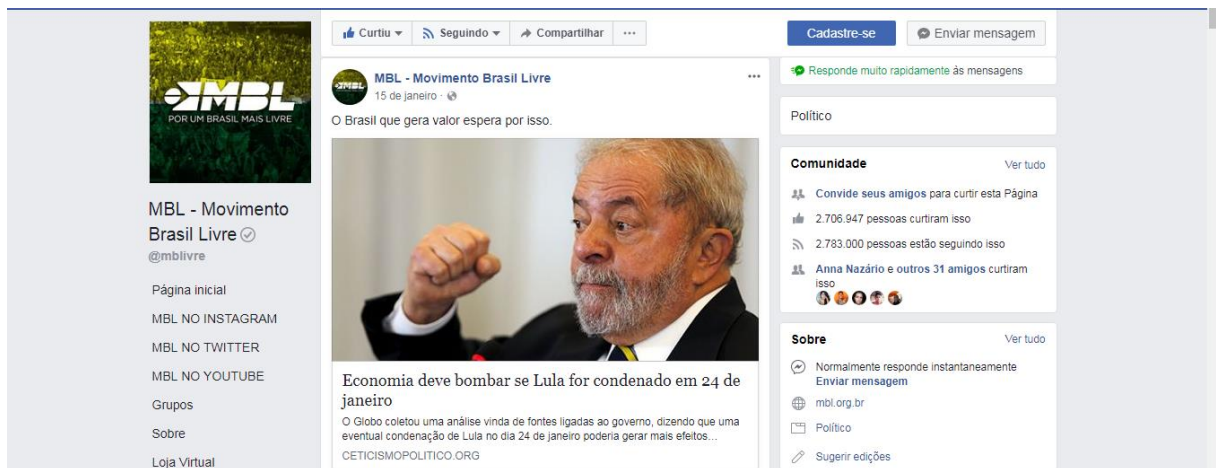 MBL
POR UM BRASIL MAIS LIVRE
MBL - Movimento
Brasil Livre
@mblivre
Página inicial
MBL NO INSTAGRAM
MBL NO TWITTER
MBL NO YOUTUBE
Grupos
Sobre
Loja Virtual
Curtiu
Seguindo
Compartilhar
MBL
MBL - Movimento Brasil Livre
15 de janeiro
O Brasil que gera valor espera por isso.
Economia deve bombar se Lula for condenado em 24 de
janeiro
O Globo coletou uma análise vinda de fontes ligadas ao governo, dizendo que uma
eventual condenação de Lula no dia 24 de janeiro poderia gerar mais efeitos...
CETICISMOPOLITICO.ORG
Cadastre-se
Enviar mensagem
Responde muito rapidamente às mensagens
Político
Comunidade
Ver tudo
Convide seus amigos para curtir esta Página
2.706.947 pessoas curtiram isso
2.783.000 pessoas estão seguindo isso
Anna Nazário e outros 31 amigos curtiram
isso
Sobre
Ver tudo
Normalmente responde instantaneamente
Enviar mensagem
mbl.org.br
Político
Sugerir edições